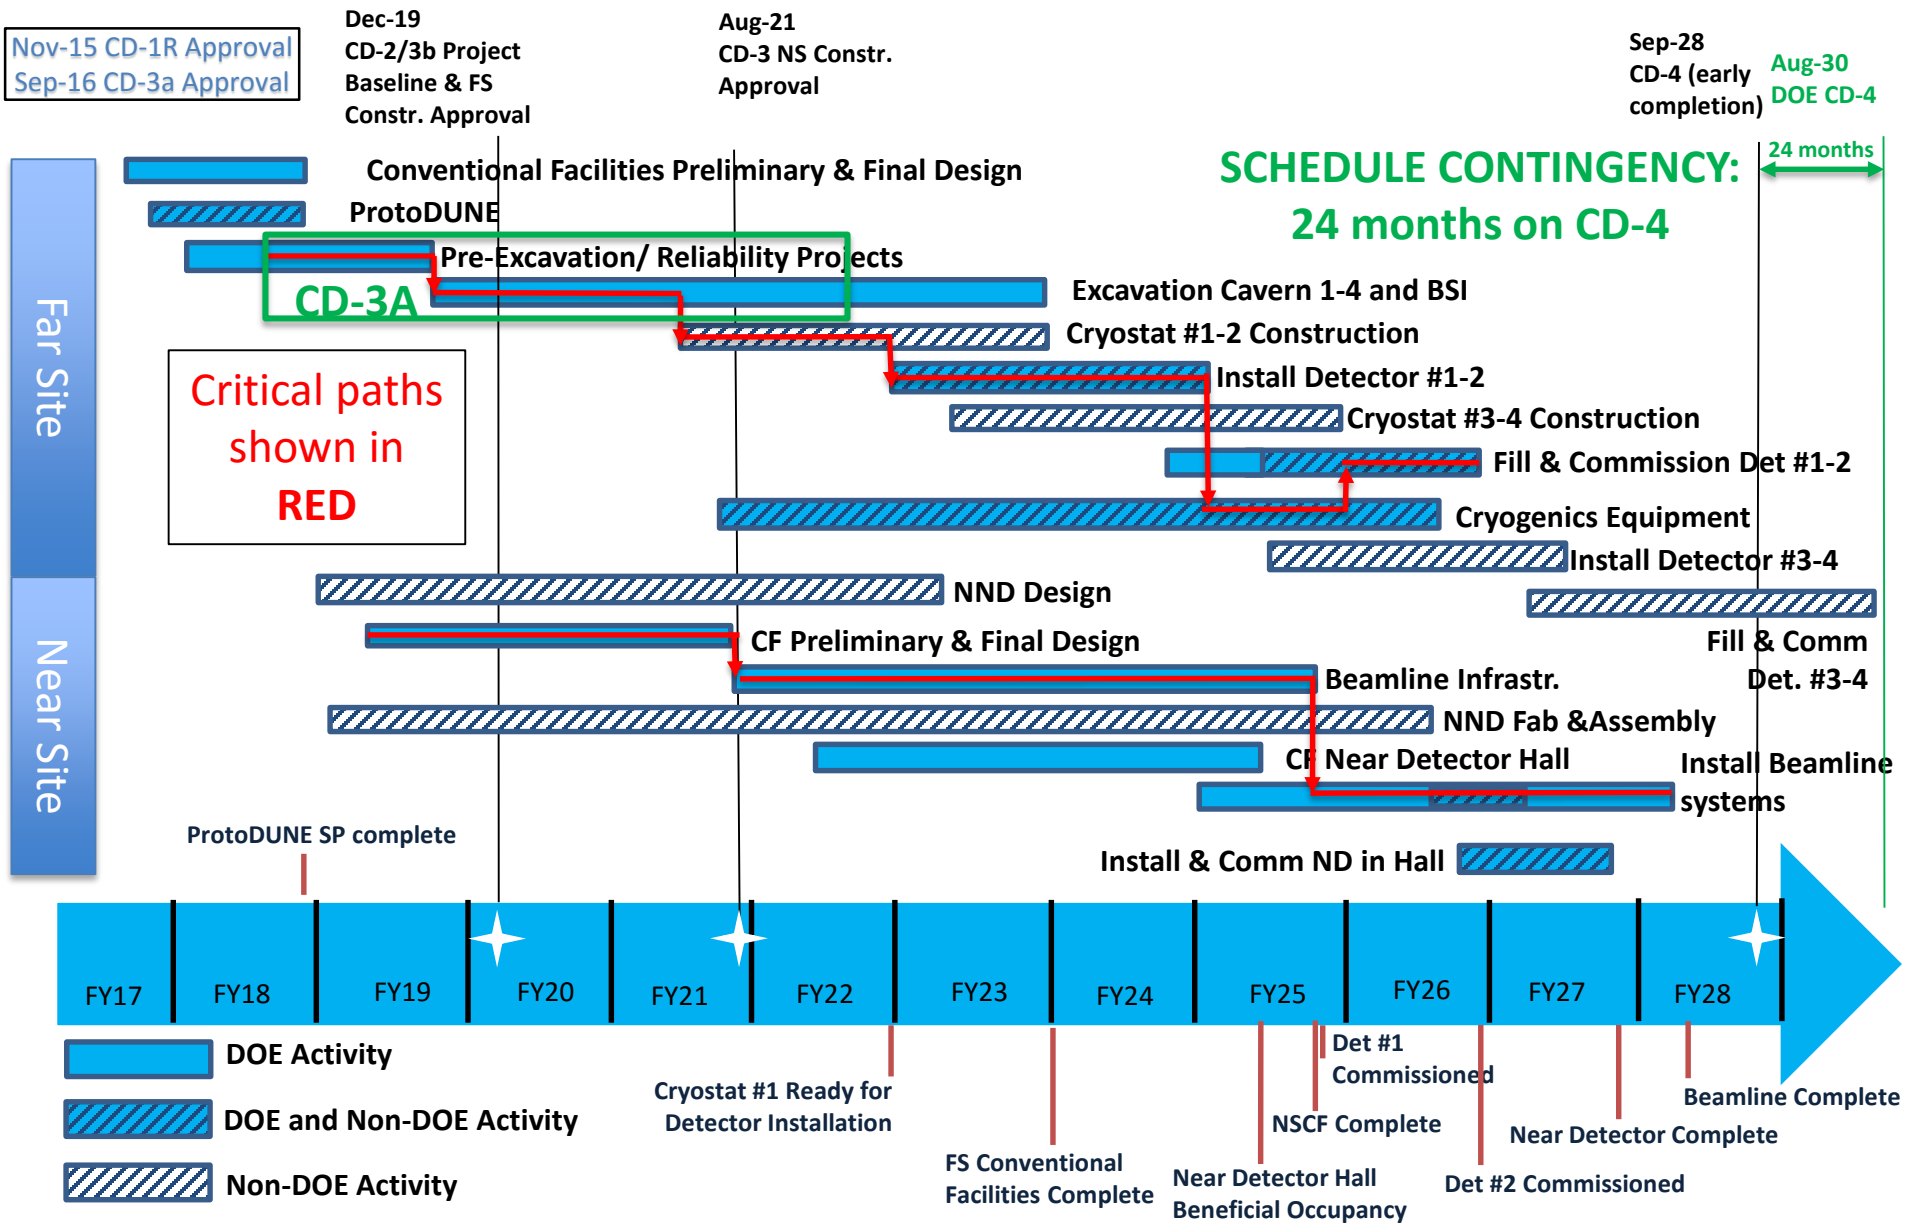 Nov-15 CD-1R Approval
Sep-16 CD-3a Approval
Dec-19
CD-2/3b Project
Baseline & FS
Constr. Approval
Aug-21
CD-3 NS Constr.
Approval
Sep-28
CD-4 (early
completion)
Aug-30
DOE CD-4
24 months
SCHEDULE CONTINGENCY:
24 months on CD-4
Far Site
Conventional Facilities Preliminary & Final Design
ProtoDUNE
Pre-Excavation/ Reliability Projects
CD-3A
Excavation Cavern 1-4 and BSI
Cryostat #1-2 Construction
Critical paths
shown in
RED
Install Detector #1-2
Cryostat #3-4 Construction
Fill & Commission Det #1-2
Cryogenics Equipment
Install Detector #3-4
Near Site
NND Design
Fill & Comm
Det. #3-4
CF Preliminary & Final Design
Beamline Infrastr.
NND Fab &Assembly
CF Near Detector Hall
Install Beamline
systems
ProtoDUNE SP complete
Install & Comm ND in Hall
FY17
FY18
FY19
FY20
FY21
FY22
FY23
FY24
FY25
FY26
FY27
FY28
DOE Activity
DOE and Non-DOE Activity
Non-DOE Activity
Cryostat #1 Ready for
Detector Installation
FS Conventional
Facilities Complete
Near Detector Hall
Beneficial Occupancy
NSCF Complete
Det #1
Commissioned
Det #2 Commissioned
Near Detector Complete
Beamline Complete